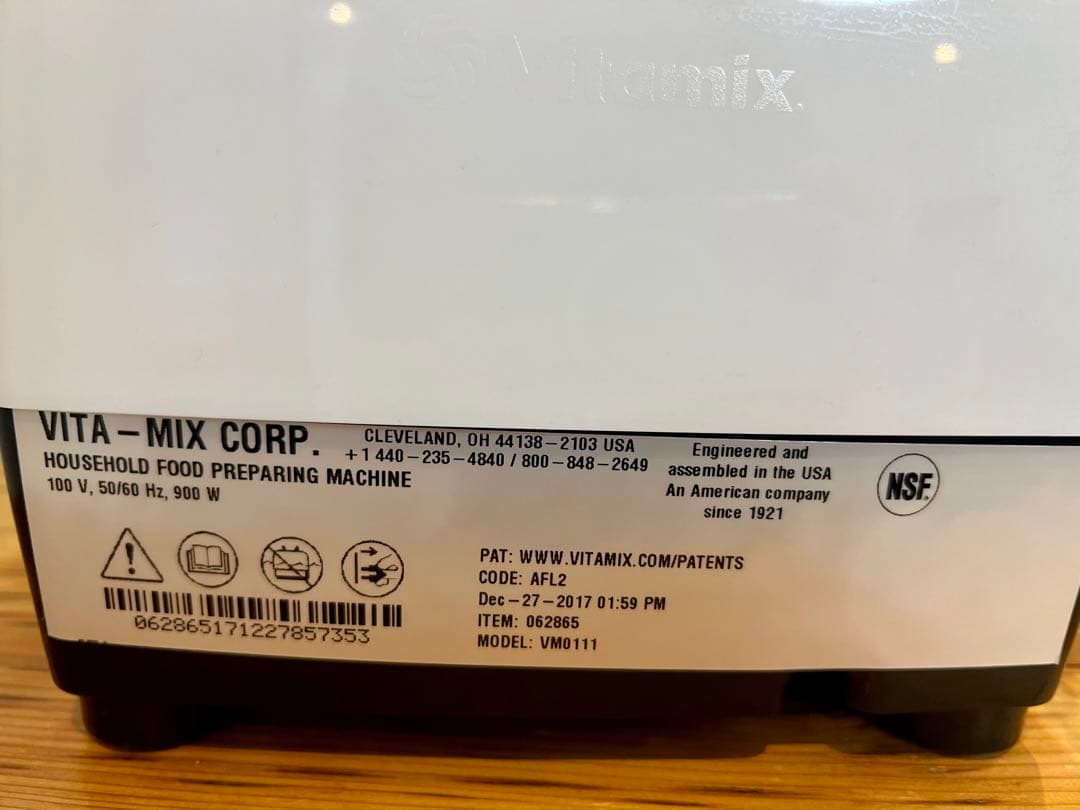 Vitamix.
VITA-MIX CORP.
HOUSEHOLD FOOD PREPARING MACHINE
100 V, 50/60 Hz, 900 W
CLEVELAND, OH 44138-2103 USA
+1 440-235-4840 / 800-848-2649
Engineered and
assembled in the USA
An American company
since 1921
NSF.
062865171227857353
PAT: WWW.VITAMIX.COM/PATENTS
CODE: AFL2
Dec-27-2017 01:59 PM
ITEM: 062865
MODEL: VM0111